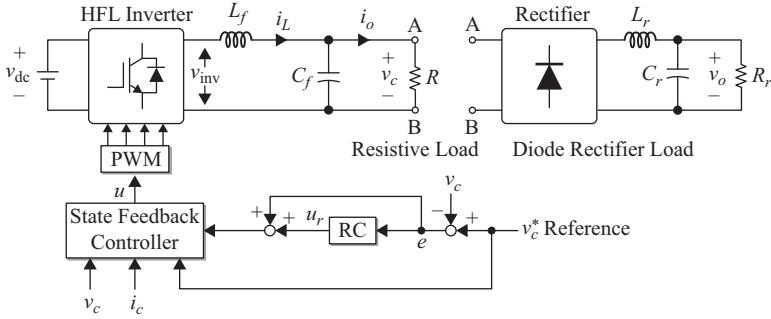 HFL Inverter
L_f
i_L
i_o
A
A
Rectifier
L_r
+
v_dc
−
v_inv
C_f
+
v_c
−
R
C_r
+
v_o
−
R_r
B
B
PWM
Resistive Load
Diode Rectifier Load
u
v_c
State Feedback
Controller
+
+
u_r
RC
e
−
+
v_c^* Reference
v_c
i_c